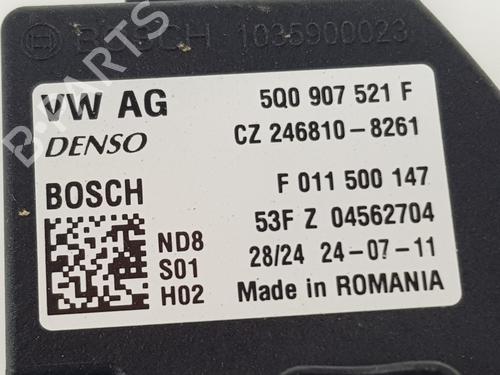 BOSCH 1035900023
VW AG 5Q0 907 521 F
DENSO CZ 246810-8261
BOSCH F 011 500 147
53F Z 04562704
ND8
S01 28/24 24-07-11
H02 Made in ROMANIA
B-PARTS